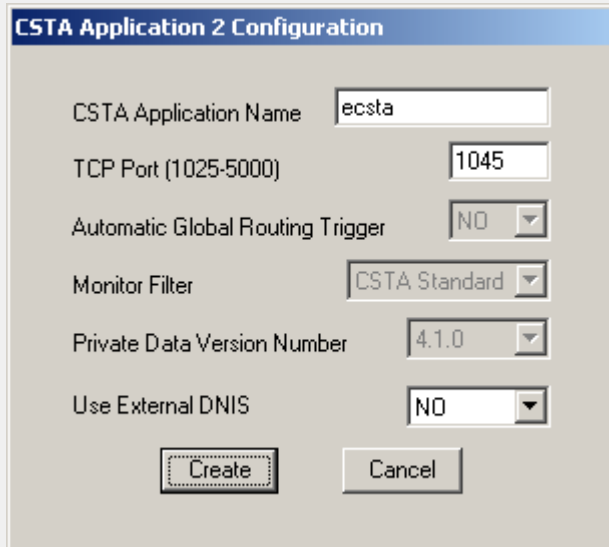 CSTA Application 2 Configuration
CSTA Application Name ecsta
TCP Port (1025-5000) 1045
Automatic Global Routing Trigger NO
Monitor Filter CSTA Standard
Private Data Version Number 4.1.0
Use External DNIS NO
Create Cancel